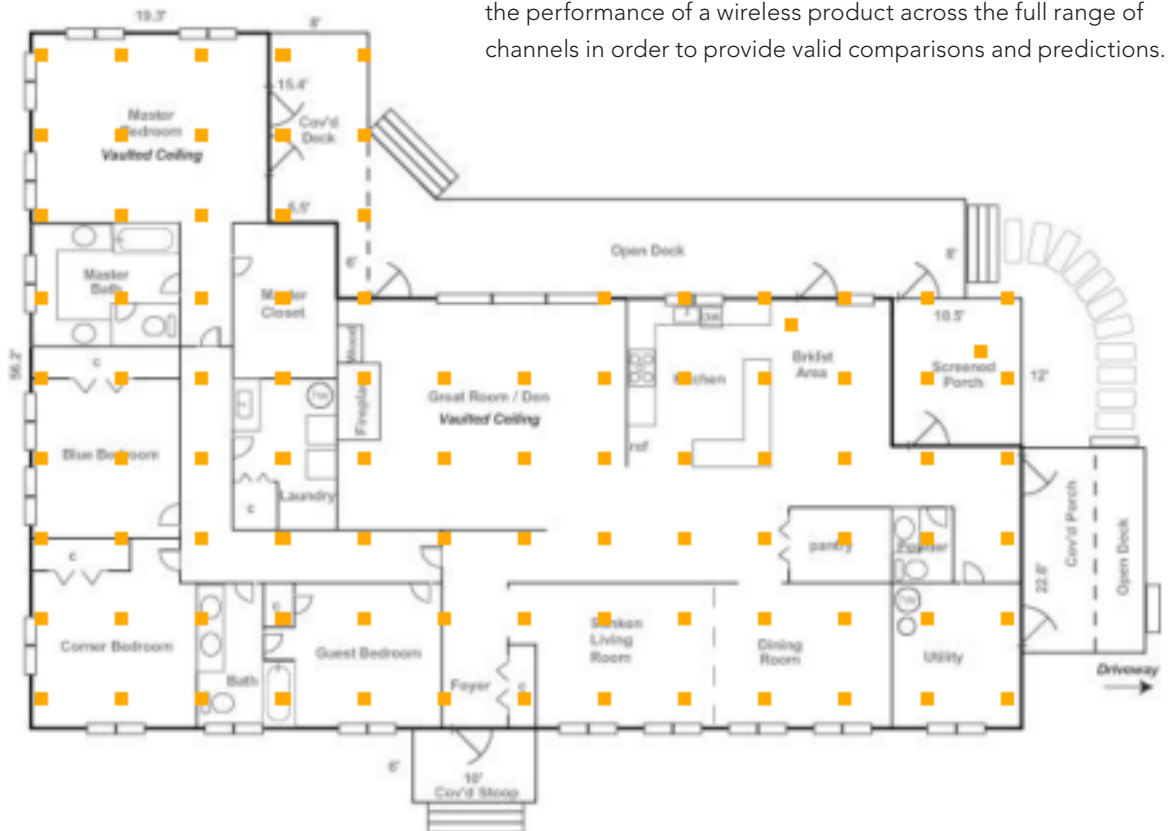 the performance of a wireless product across the full range of
channels in order to provide valid comparisons and predictions.
19.3'
8'
15.4'
Master
Bedroom
Vaulted Ceiling
Cov'd
Deck
5.5'
Open Deck
6'
8'
Master
Bath
Master
Closet
10.5'
Wood
DW
Brkfst
Area
Screened
Porch
12'
56.2'
c
Fireplace
Great Room / Den
Vaulted Ceiling
Kitchen
ref
Blue Bedroom
Laundry
c
Cov'd Porch
Open Deck
pantry
Powder
c
22.8'
c
Corner Bedroom
Guest Bedroom
Sunken
Living
Room
Dining
Room
Utility
Bath
Foyer
c
Driveway
6'
10'
Cov'd Stoop